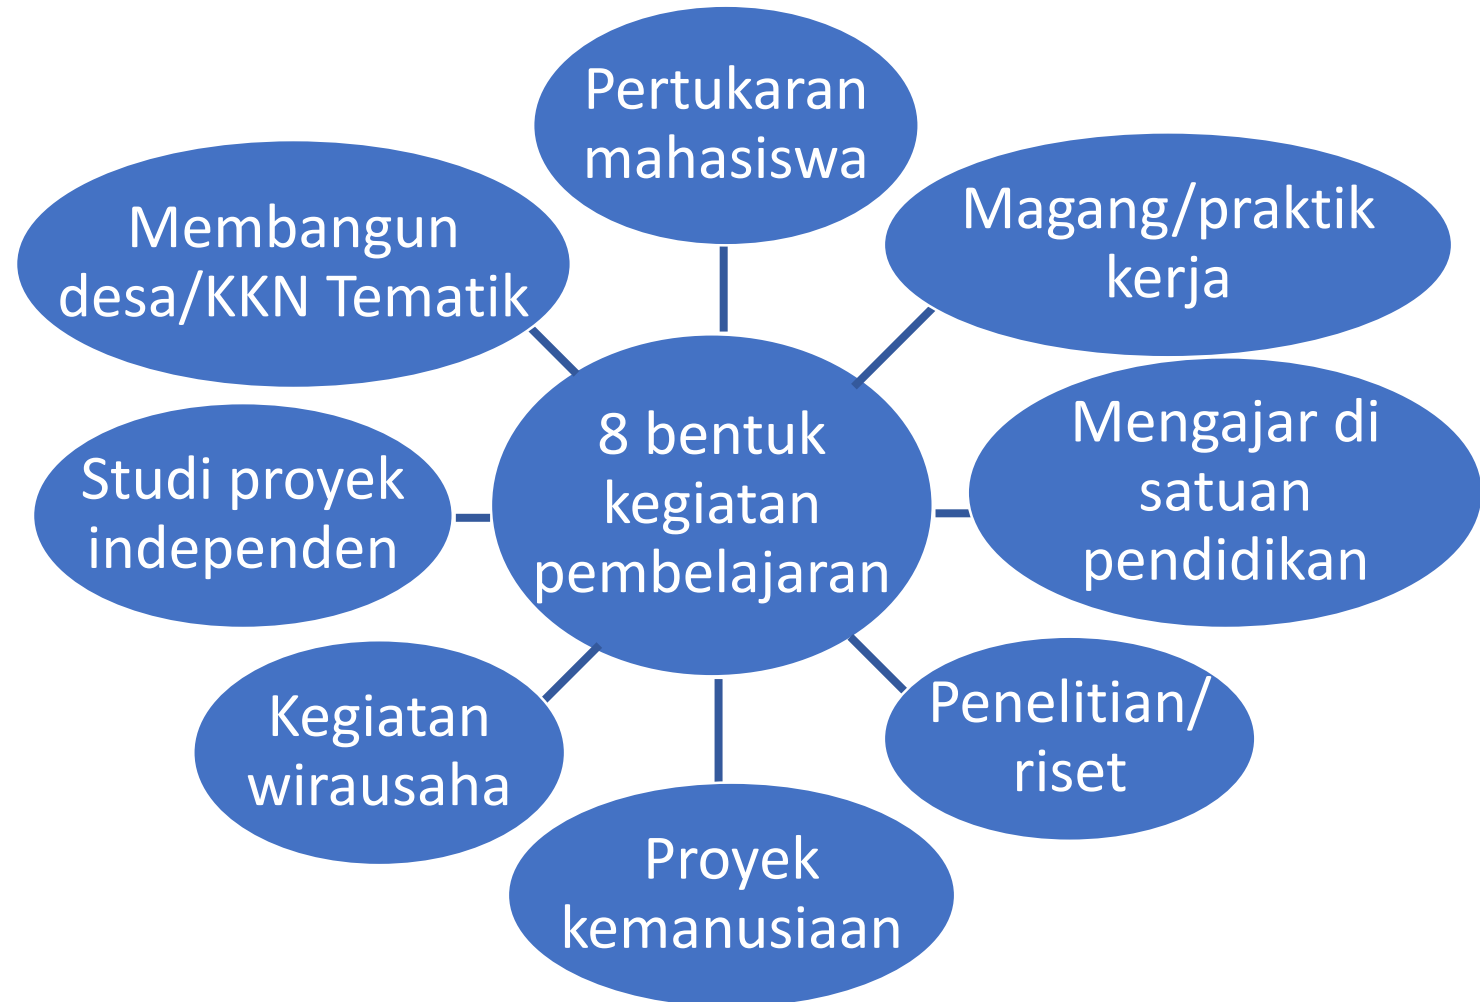 Pertukaran
mahasiswa
Magang/praktik
kerja
Mengajar di
satuan
pendidikan
Penelitian/
riset
Proyek
kemanusiaan
Kegiatan
wirausaha
Studi proyek
independen
Membangun
desa/KKN Tematik
8 bentuk
kegiatan
pembelajaran